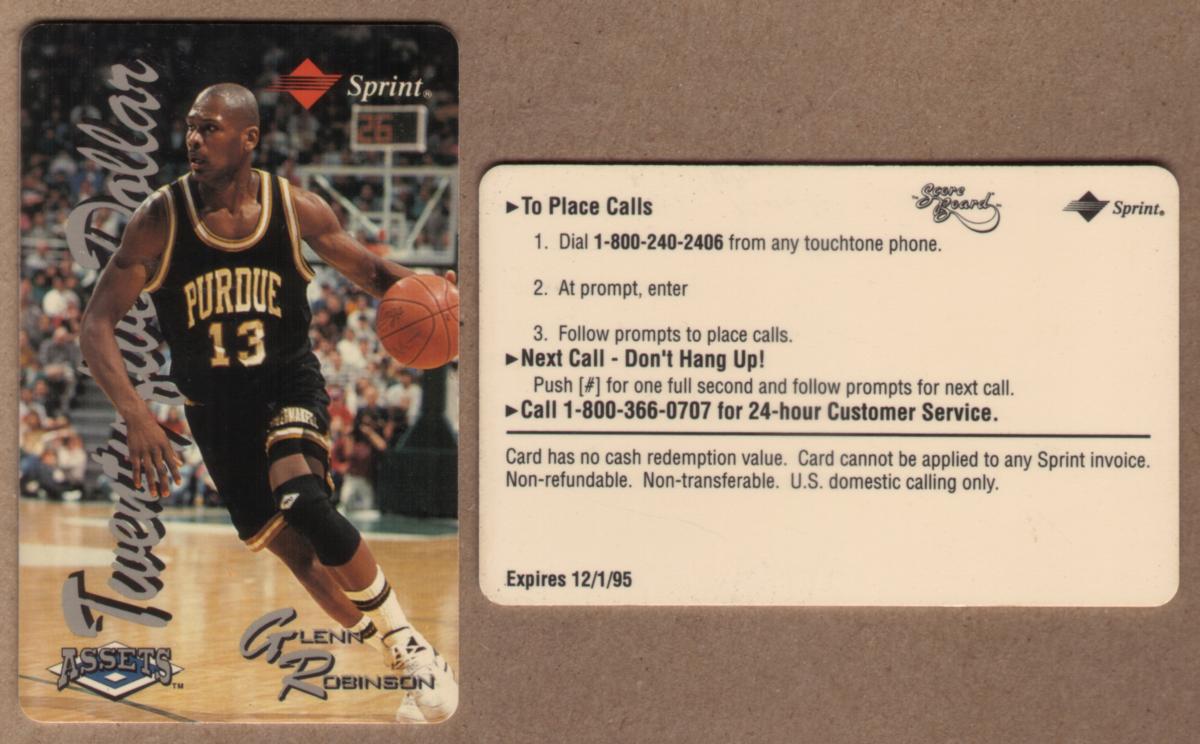 Sprint®
26
Twenty Five Dollar
PURDUE
13
ASSETS™
GLENN
ROBINSON
▶To Place Calls
Score Board™
Sprint®
1. Dial 1-800-240-2406 from any touchtone phone.
2. At prompt, enter
3. Follow prompts to place calls.
▶Next Call - Don't Hang Up!
Push [#] for one full second and follow prompts for next call.
▶Call 1-800-366-0707 for 24-hour Customer Service.
Card has no cash redemption value. Card cannot be applied to any Sprint invoice.
Non-refundable. Non-transferable. U.S. domestic calling only.
Expires 12/1/95